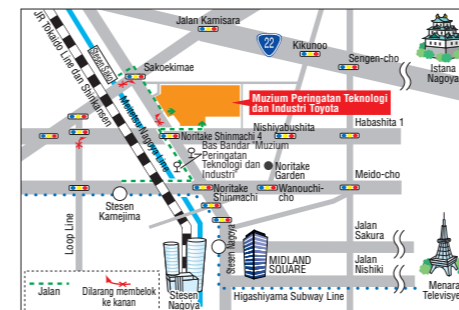 Jalan Kamisara
JR Tokaido Line dan Shinkansen
Stesen Sako
Sakoekimae
22
Kikunoo
Sengen-cho
Istana
Nagoya
Muzium Peringatan Teknologi
dan Industri Toyota
Meitetsu Nagoya Line
Noritake Shinmachi 4
Nishiyabushita
Habashita 1
Bas Bandar 'Muzium
Peringatan
Teknologi dan
Industri'
Noritake
Garden
Meido-cho
Noritake
Shinmachi
Wanouchi-
cho
Stesen
Kamejima
Loop Line
Stesen Nagoya
MIDLAND
SQUARE
Jalan
Sakura
Jalan
Nishiki
Menara
Televisyen
Jalan
Dilarang membelok
ke kanan
Stesen
Nagoya
Higashiyama Subway Line